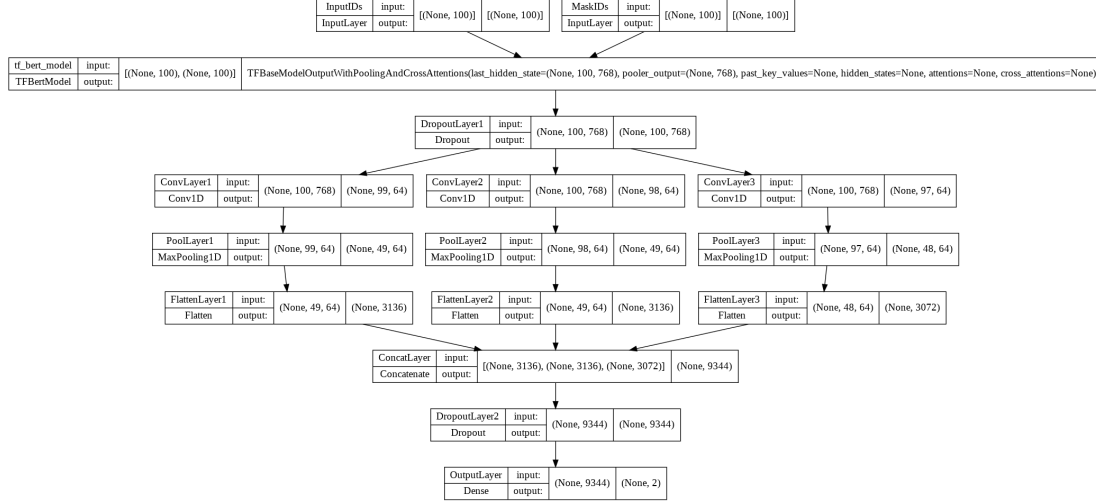 InputIDs input: [(None, 100)] [(None, 100)]
InputLayer output:
MaskIDs input: [(None, 100)] [(None, 100)]
InputLayer output:
tf_bert_model input: [(None, 100), (None, 100)] TFBaseModelOutputWithPoolingAndCrossAttentions(last_hidden_state=(None, 100, 768), pooler_output=(None, 768), past_key_values=None, hidden_states=None, attentions=None, cross_attentions=None)
TFBertModel output:
DropoutLayer1 input: (None, 100, 768) (None, 100, 768)
Dropout output:
ConvLayer1 input: (None, 100, 768) (None, 99, 64)
Conv1D output:
ConvLayer2 input: (None, 100, 768) (None, 98, 64)
Conv1D output:
ConvLayer3 input: (None, 100, 768) (None, 97, 64)
Conv1D output:
PoolLayer1 input: (None, 99, 64) (None, 49, 64)
MaxPooling1D output:
PoolLayer2 input: (None, 98, 64) (None, 49, 64)
MaxPooling1D output:
PoolLayer3 input: (None, 97, 64) (None, 48, 64)
MaxPooling1D output:
FlattenLayer1 input: (None, 49, 64) (None, 3136)
Flatten output:
FlattenLayer2 input: (None, 49, 64) (None, 3136)
Flatten output:
FlattenLayer3 input: (None, 48, 64) (None, 3072)
Flatten output:
ConcatLayer input: [(None, 3136), (None, 3136), (None, 3072)] (None, 9344)
Concatenate output:
DropoutLayer2 input: (None, 9344) (None, 9344)
Dropout output:
OutputLayer input: (None, 9344) (None, 2)
Dense output: